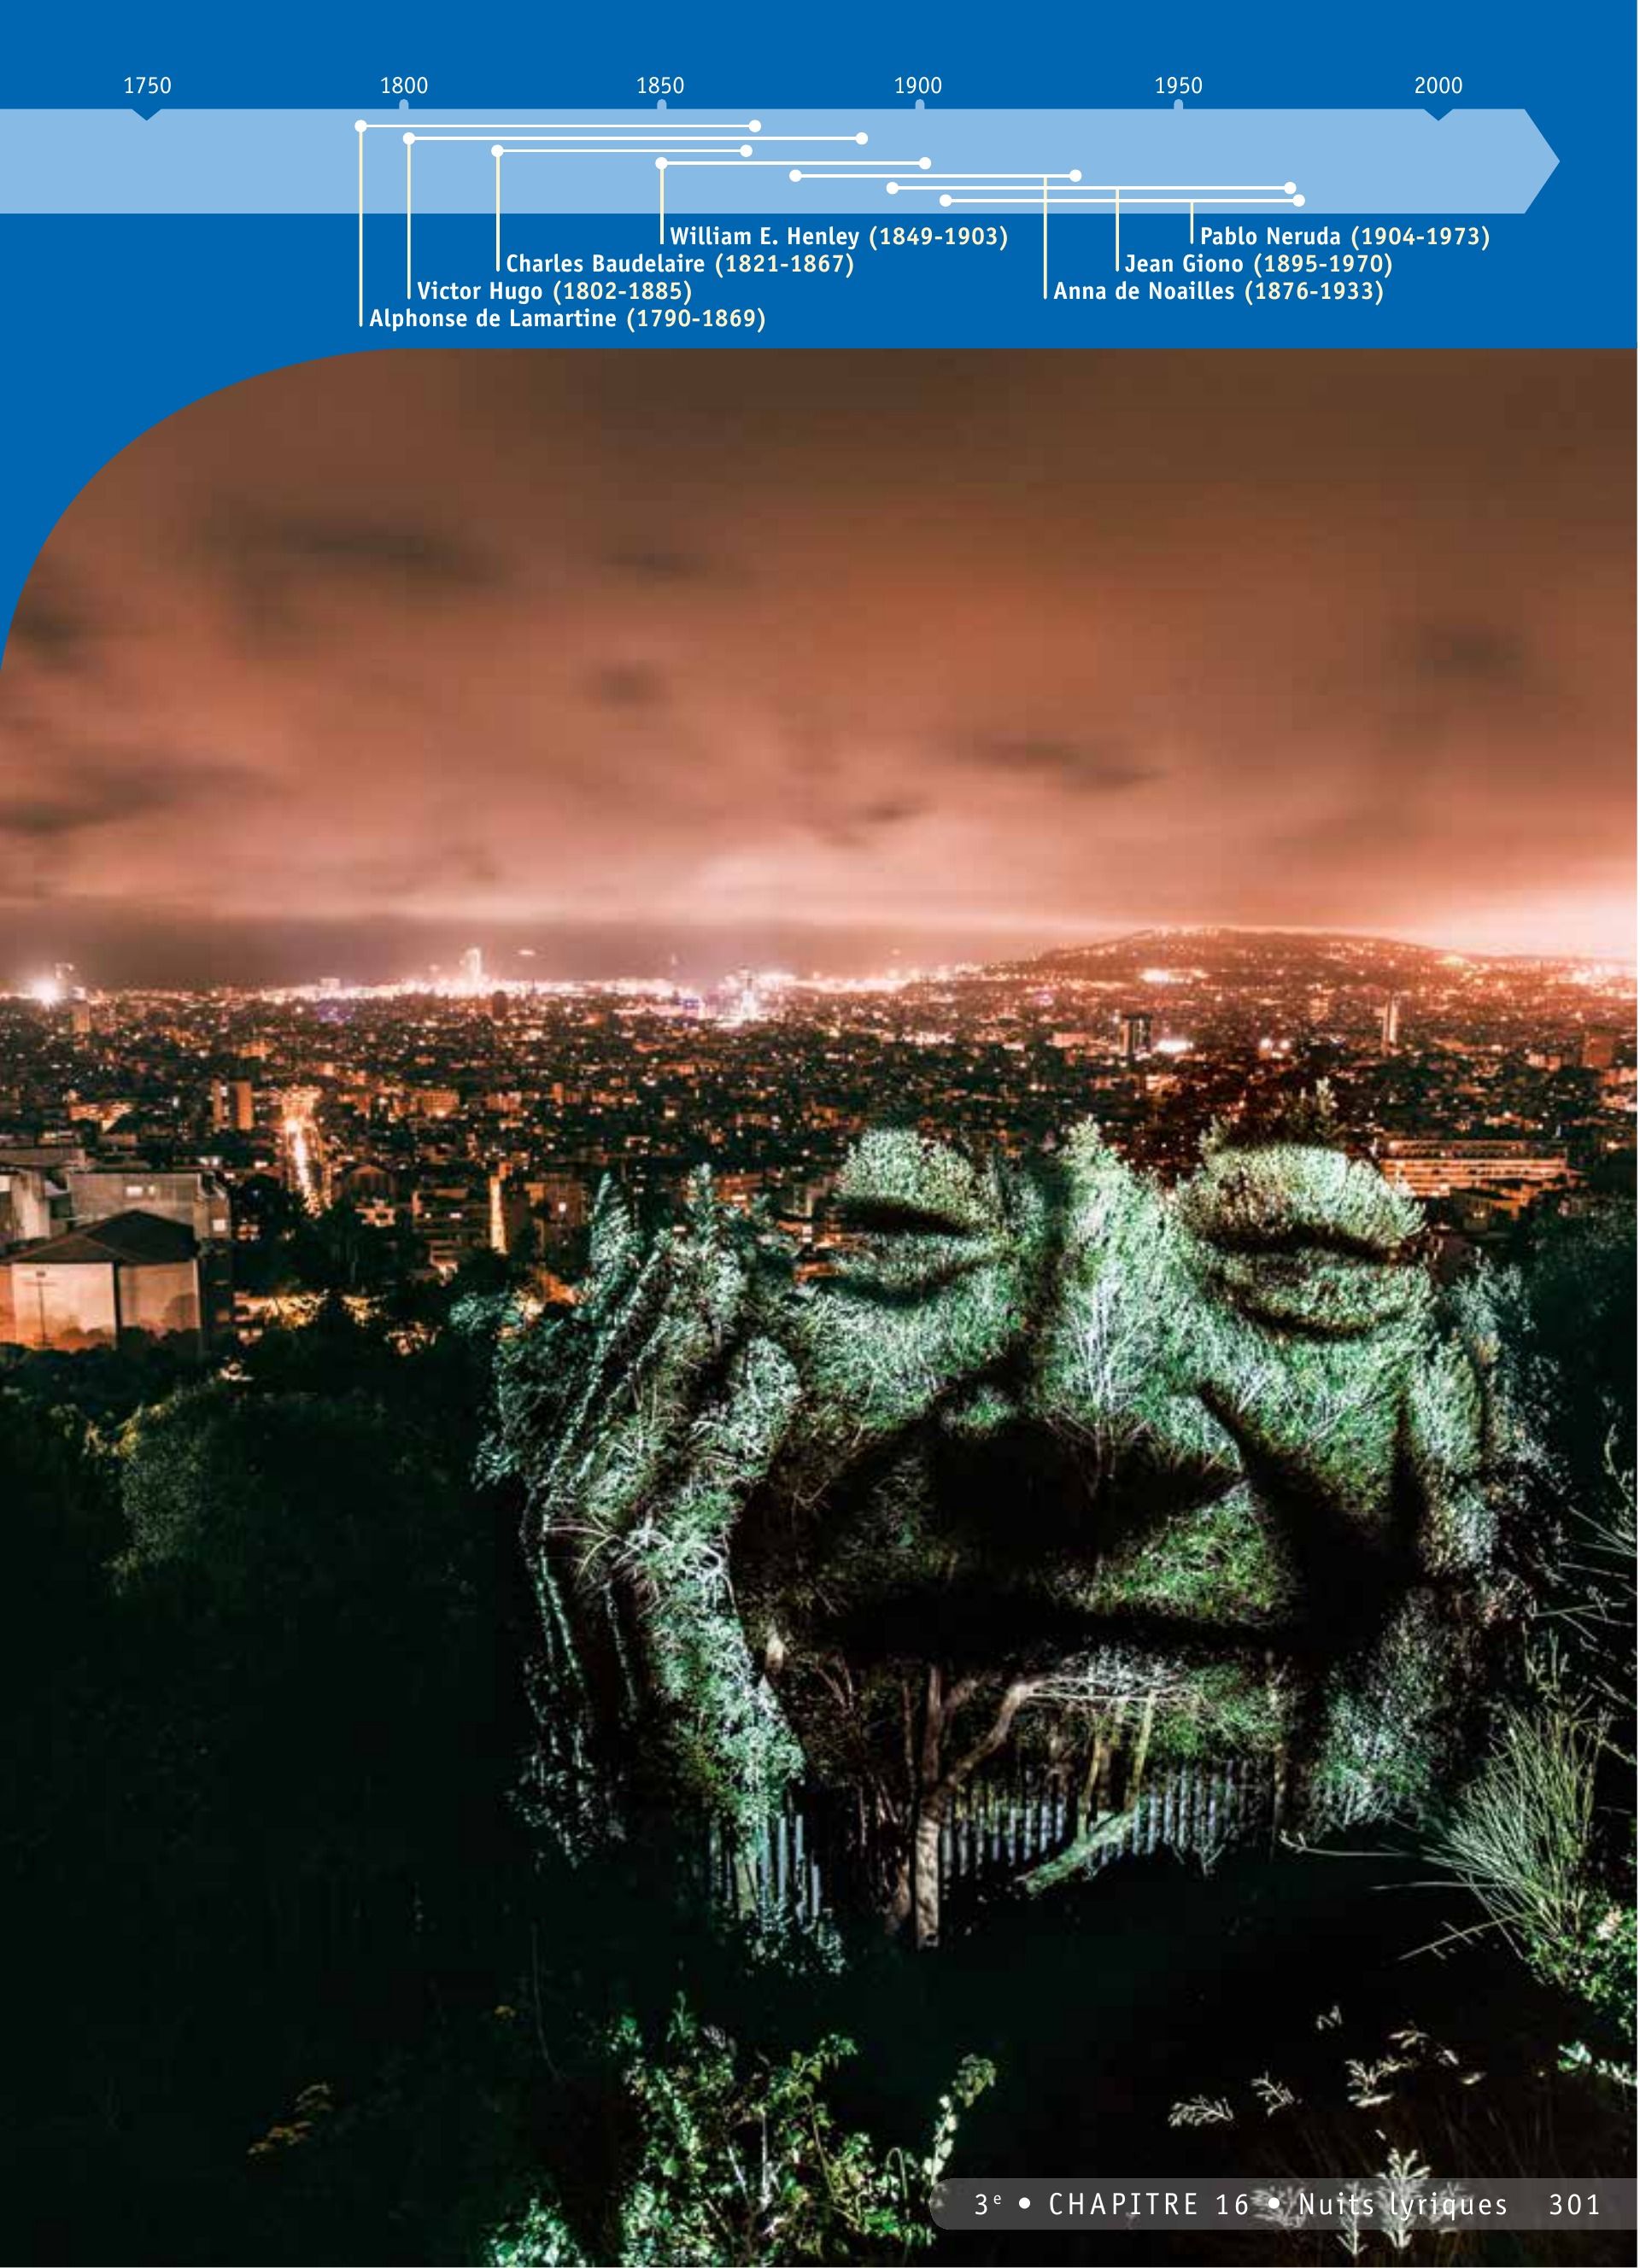 1750 1800 1850 1900 1950 2000
William E. Henley (1849-1903)
Pablo Neruda (1904-1973)
Charles Baudelaire (1821-1867)
Jean Giono (1895-1970)
Victor Hugo (1802-1885)
Anna de Noailles (1876-1933)
Alphonse de Lamartine (1790-1869)
3e • CHAPITRE 16 • Nuits lyriques 301